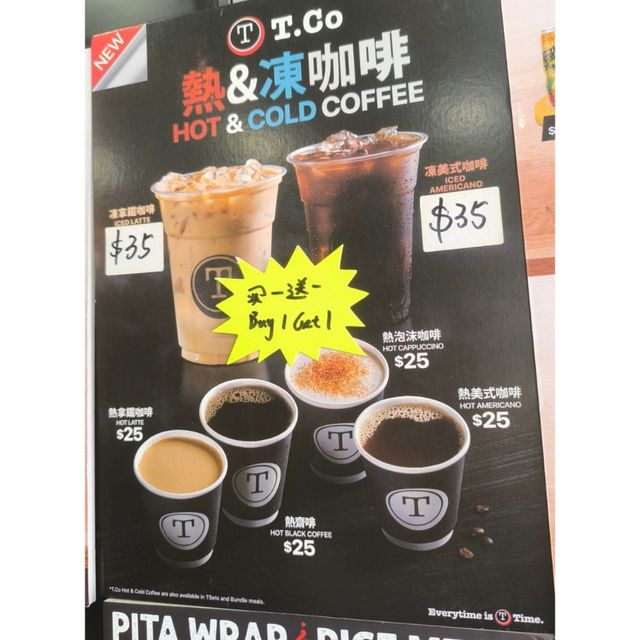 NEW
T T.Co
熱&凍咖啡
HOT & COLD COFFEE
凍拿鐵咖啡
ICED LATTE
$35
凍美式咖啡
ICED
AMERICANO
$35
T
买一送一
Buy 1 Get 1
熱泡沫咖啡
HOT CAPPUCCINO
$25
熱美式咖啡
HOT AMERICANO
$25
熱拿鐵咖啡
HOT LATTE
$25
T
T
T
T
熱齋啡
HOT BLACK COFFEE
$25
*T.Co Hot & Cold Coffee are also available in TSets and Bundle meals.
Everytime is T Time.
PITA WRAP